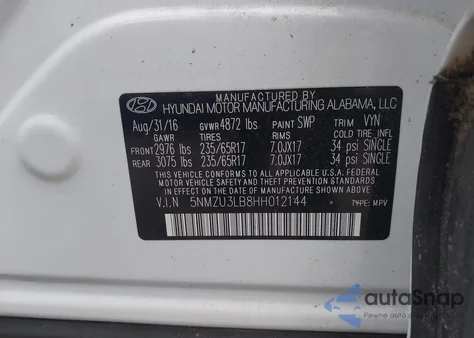 MANUFACTURED BY
HYUNDAI MOTOR MANUFACTURING ALABAMA, LLC
Aug/31/16 GVWR 4872 lbs PAINT SWP TRIM VYN
GAWR TIRES RIMS COLD TIRE INFL
FRONT 2976 lbs 235/65R17 7.0JX17 34 psi SINGLE
REAR 3075 lbs 235/65R17 7.0JX17 34 psi SINGLE
THIS VEHICLE CONFORMS TO ALL APPLICABLE FEDERAL
MOTOR VEHICLE SAFETY AND THEFT PREVENTION STANDARDS
IN EFFECT ON THE DATE OF MANUFACTURE SHOWN ABOVE.
V.I.N 5NMZU3LB8HH012144 TYPE: MPV
autoSnap